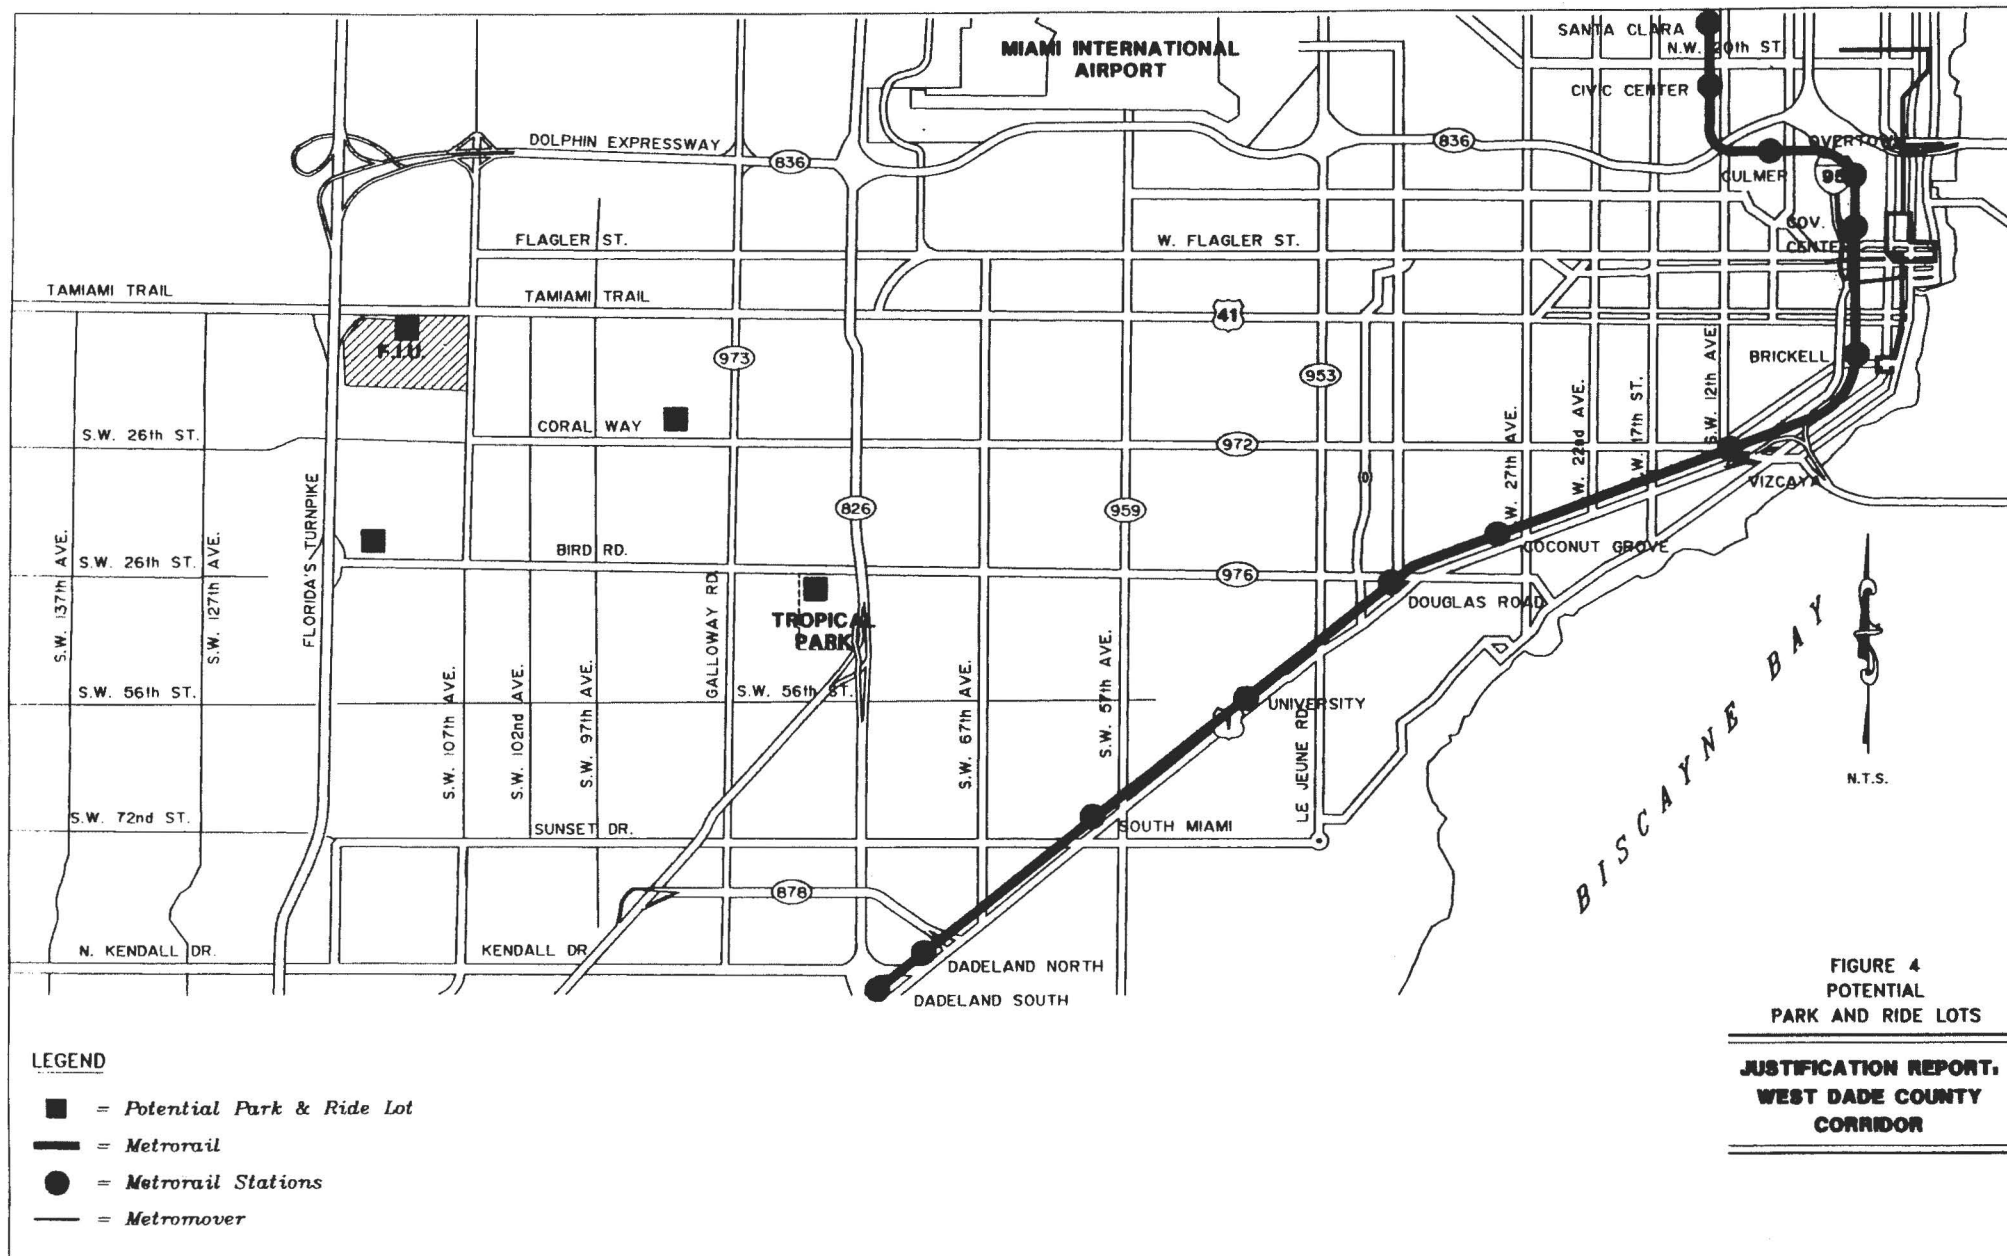 SANTA CLARA
N.W. 20th ST.
MIAMI INTERNATIONAL
AIRPORT
CIVIC CENTER
DOLPHIN EXPRESSWAY
836
836
OVERTOWN
CULMER
95
GOV.
CENTER
FLAGLER ST.
W. FLAGLER ST.
TAMIAMI TRAIL
TAMIAMI TRAIL
41
F.I.U.
973
953
BRICKELL
S.W. 12th AVE.
S.W. 26th ST.
CORAL WAY
972
W. 27th AVE.
W. 22nd AVE.
W. 17th ST.
VIZCAYA
826
959
S.W. 137th AVE.
S.W. 127th AVE.
FLORIDA'S TURNPIKE
S.W. 26th ST.
BIRD RD.
976
COCONUT GROVE
DOUGLAS ROAD
GALLOWAY RD.
TROPICAL
PARK
S.W. 56th ST.
S.W. 56th ST.
S.W. 107th AVE.
S.W. 102nd AVE.
S.W. 97th AVE.
S.W. 67th AVE.
S.W. 57th AVE.
UNIVERSITY
1
LE JEUNE RD.
BISCAYNE BAY
N.T.S.
S.W. 72nd ST.
SUNSET DR.
SOUTH MIAMI
878
N. KENDALL DR.
KENDALL DR.
DADELAND NORTH
DADELAND SOUTH
FIGURE 4
POTENTIAL
PARK AND RIDE LOTS
JUSTIFICATION REPORT:
WEST DADE COUNTY
CORRIDOR
LEGEND
= Potential Park & Ride Lot
= Metrorail
= Metrorail Stations
= Metromover